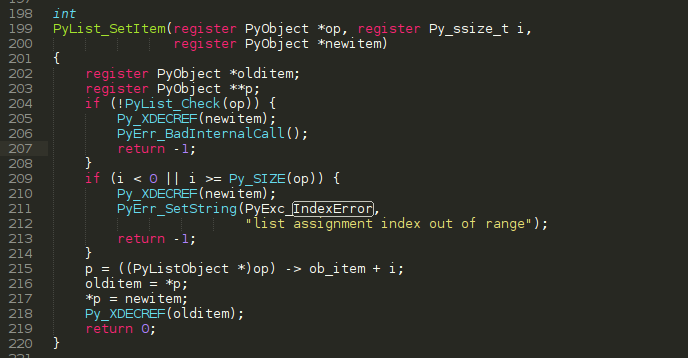 197
198 int
199 PyList_SetItem(register PyObject *op, register Py_ssize_t i,
200                register PyObject *newitem)
201 {
202     register PyObject *olditem;
203     register PyObject **p;
204     if (!PyList_Check(op)) {
205         Py_XDECREF(newitem);
206         PyErr_BadInternalCall();
207         return -1;
208     }
209     if (i < 0 || i >= Py_SIZE(op)) {
210         Py_XDECREF(newitem);
211         PyErr_SetString(PyExc_IndexError,
212                         "list assignment index out of range");
213         return -1;
214     }
215     p = ((PyListObject *)op) -> ob_item + i;
216     olditem = *p;
217     *p = newitem;
218     Py_XDECREF(olditem);
219     return 0;
220 }
221